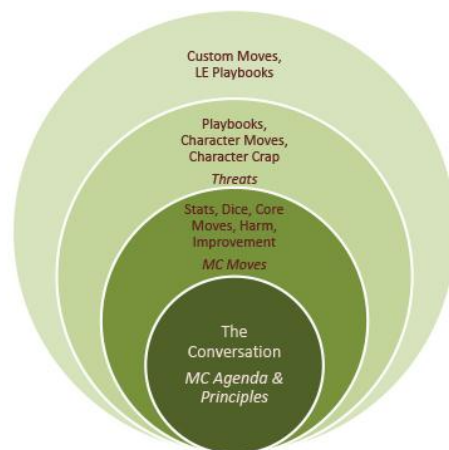 Custom Moves,
LE Playbooks
Playbooks,
Character Moves,
Character Crap
Threats
Stats, Dice, Core
Moves, Harm,
Improvement
MC Moves
The
Conversation
MC Agenda &
Principles